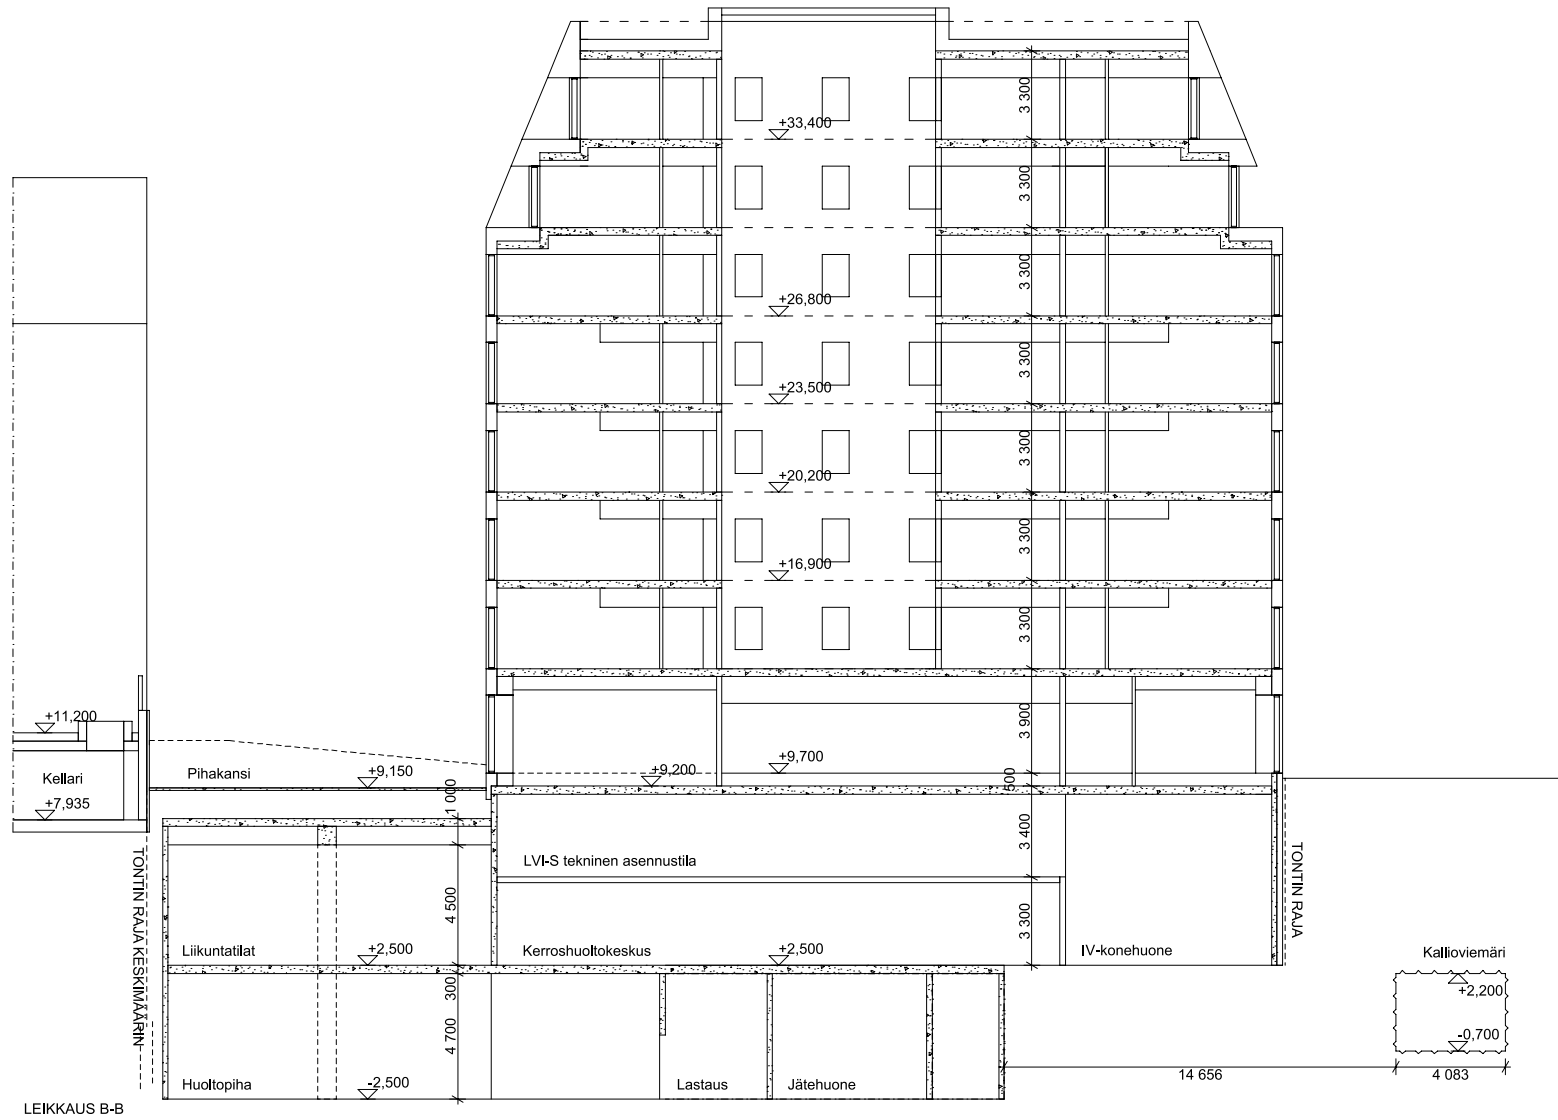 3 300
+33,400
3 300
3 300
+26,800
3 300
+23,500
3 300
+20,200
3 300
+16,900
3 300
+11,200
3 900
+9,700
Kellari
Pihakansi
+9,150
+9,200
500
+7,935
1 000
3 400
LVI-S tekninen asennustila
TONTIN RAJA KESKIMÄÄRIN
TONTIN RAJA
4 500
3 300
Liikuntatilat
+2,500
Kerroshuoltokeskus
+2,500
IV-konehuone
Kallioviemäri
300
+2,200
4 700
-0,700
14 656
4 083
Huoltopiha
-2,500
Lastaus
Jätehuone
LEIKKAUS B-B